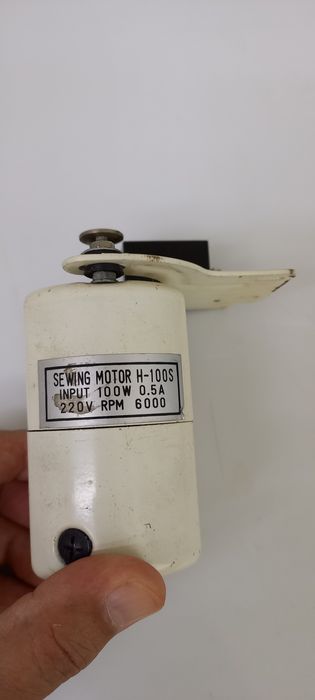 SEWING MOTOR H-100S
INPUT 100W 0.5A
220V RPM 6000